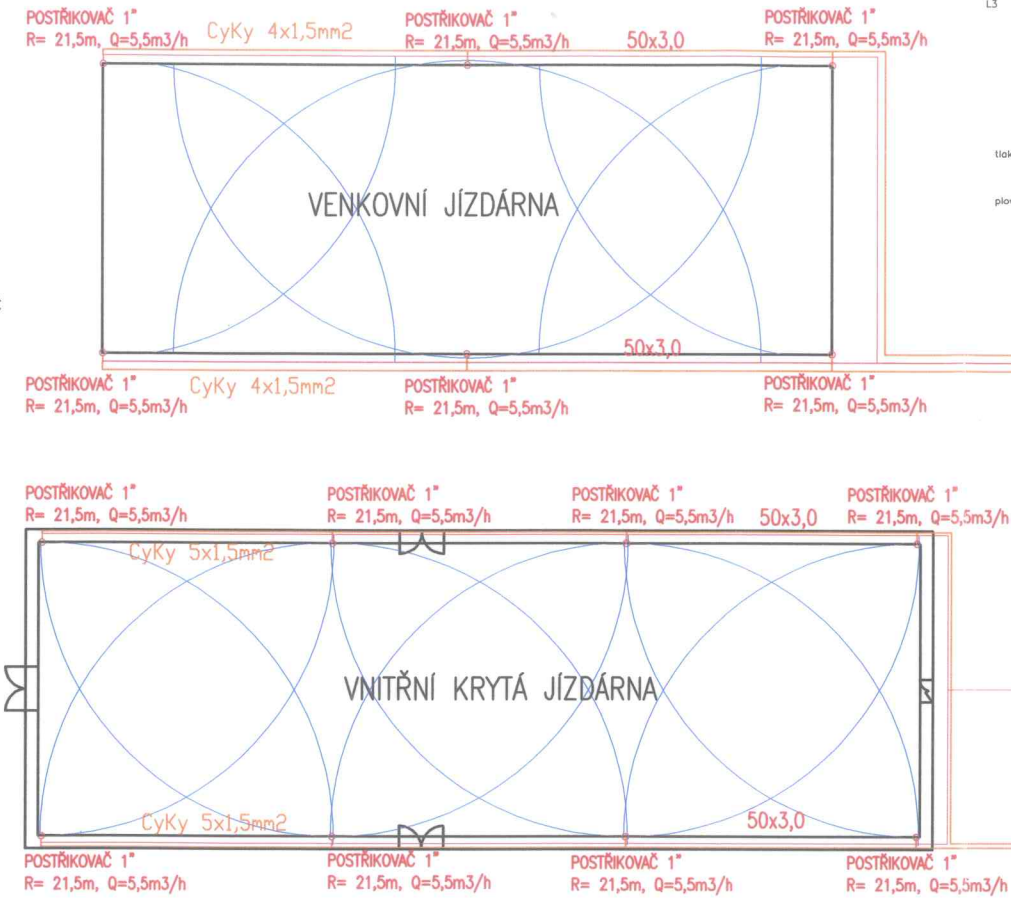 L3
POSTŘIKOVAČ 1"
R= 21,5m, Q=5,5m3/h
CyKy 4x1,5mm2
POSTŘIKOVAČ 1"
R= 21,5m, Q=5,5m3/h
50x3,0
POSTŘIKOVAČ 1"
R= 21,5m, Q=5,5m3/h
tlak
plov
VENKOVNÍ JÍZDÁRNA
50x3,0
POSTŘIKOVAČ 1"
R= 21,5m, Q=5,5m3/h
CyKy 4x1,5mm2
POSTŘIKOVAČ 1"
R= 21,5m, Q=5,5m3/h
POSTŘIKOVAČ 1"
R= 21,5m, Q=5,5m3/h
POSTŘIKOVAČ 1"
R= 21,5m, Q=5,5m3/h
POSTŘIKOVAČ 1"
R= 21,5m, Q=5,5m3/h
POSTŘIKOVAČ 1"
R= 21,5m, Q=5,5m3/h
50x3,0
POSTŘIKOVAČ 1"
R= 21,5m, Q=5,5m3/h
CyKy 5x1,5mm2
VNITŘNÍ KRYTÁ JÍZDÁRNA
CyKy 5x1,5mm2
50x3,0
POSTŘIKOVAČ 1"
R= 21,5m, Q=5,5m3/h
POSTŘIKOVAČ 1"
R= 21,5m, Q=5,5m3/h
POSTŘIKOVAČ 1"
R= 21,5m, Q=5,5m3/h
POSTŘIKOVAČ 1"
R= 21,5m, Q=5,5m3/h